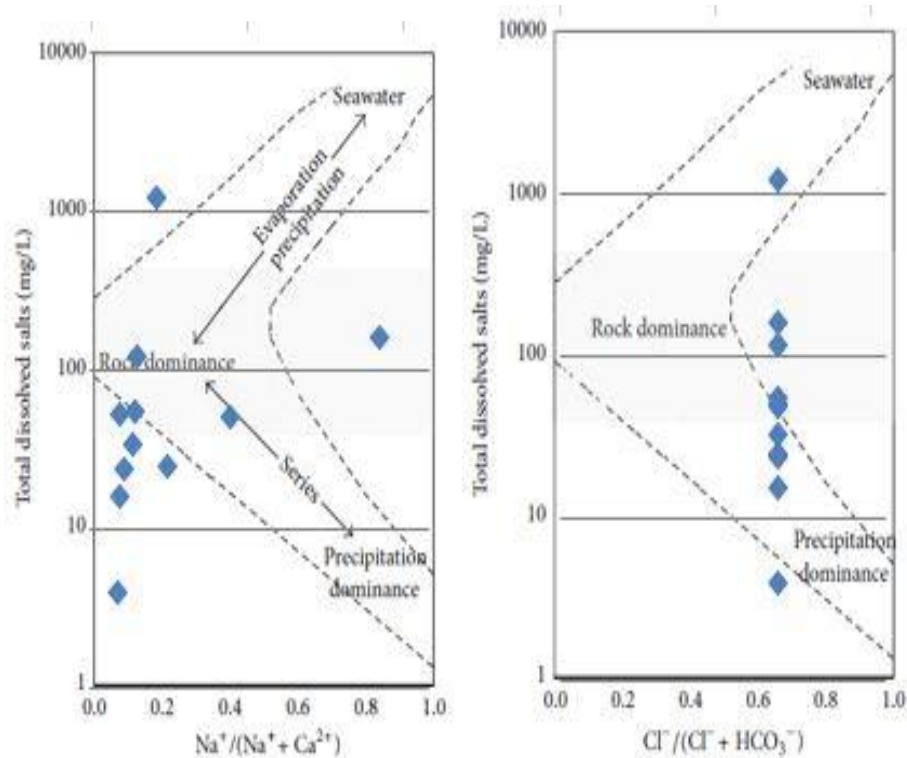 10000
1000
100
10
1
Total dissolved salts (mg/L)
Seawater
Evaporation
precipitation
Rock dominance
Series
Precipitation
dominance
0.0 0.2 0.4 0.6 0.8 1.0
Na⁺/(Na⁺ + Ca²⁺)
10000
1000
100
10
1
Total dissolved salts (mg/L)
Seawater
Rock dominance
Precipitation
dominance
0.0 0.2 0.4 0.6 0.8 1.0
Cl⁻/(Cl⁻ + HCO₃⁻)